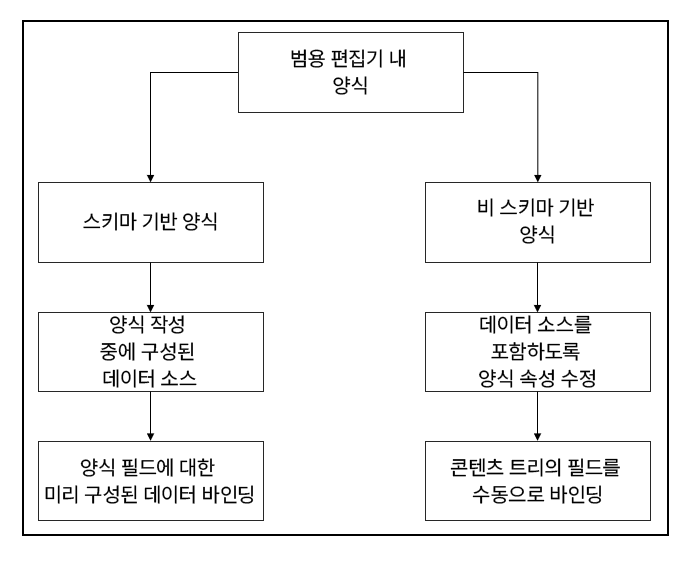 범용 편집기 내
양식
스키마 기반 양식
비 스키마 기반
양식
양식 작성
중에 구성된
데이터 소스
데이터 소스를
포함하도록
양식 속성 수정
양식 필드에 대한
미리 구성된 데이터 바인딩
콘텐츠 트리의 필드를
수동으로 바인딩